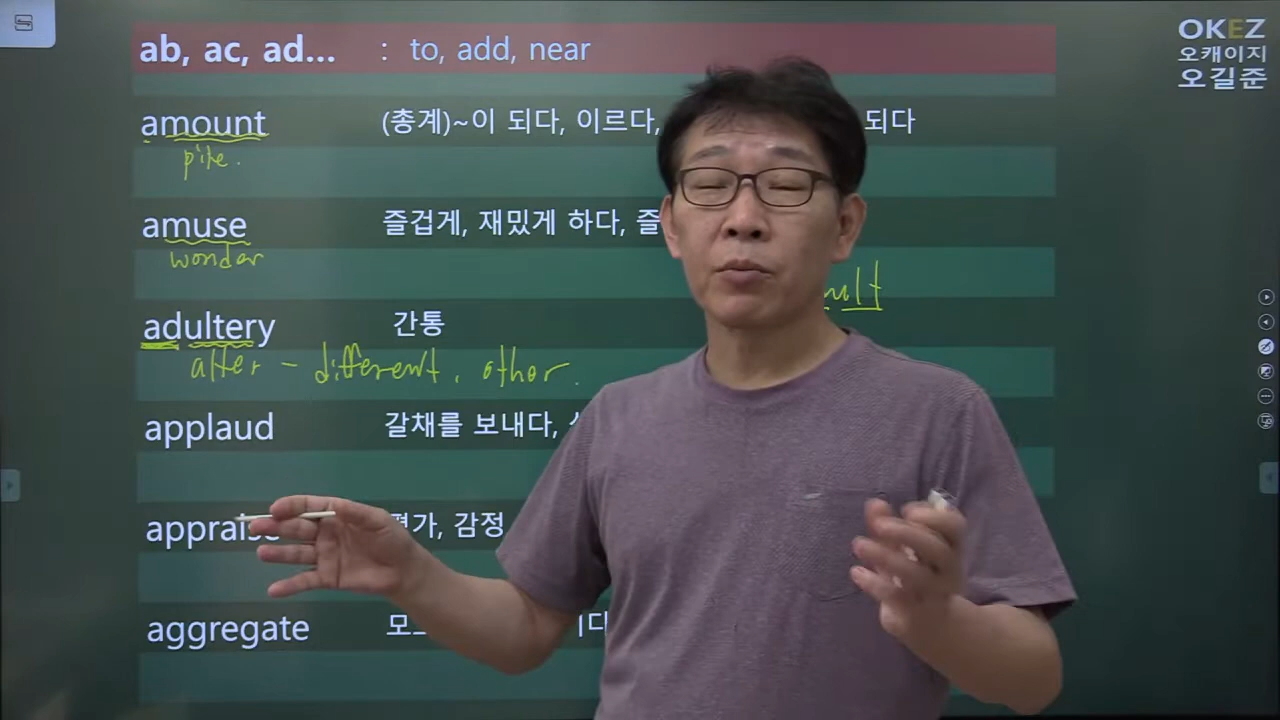 ab, ac, ad... : to, add, near
OKEZ
오캐이지
오길준
amount (총계)~이 되다, 이르다, 되다
pile.
amuse 즐겁게, 재밌게 하다, 즐
wonder
adultery 간통
alter - different, other.
applaud 갈채를 보내다,
appraise 평가, 감정
aggregate